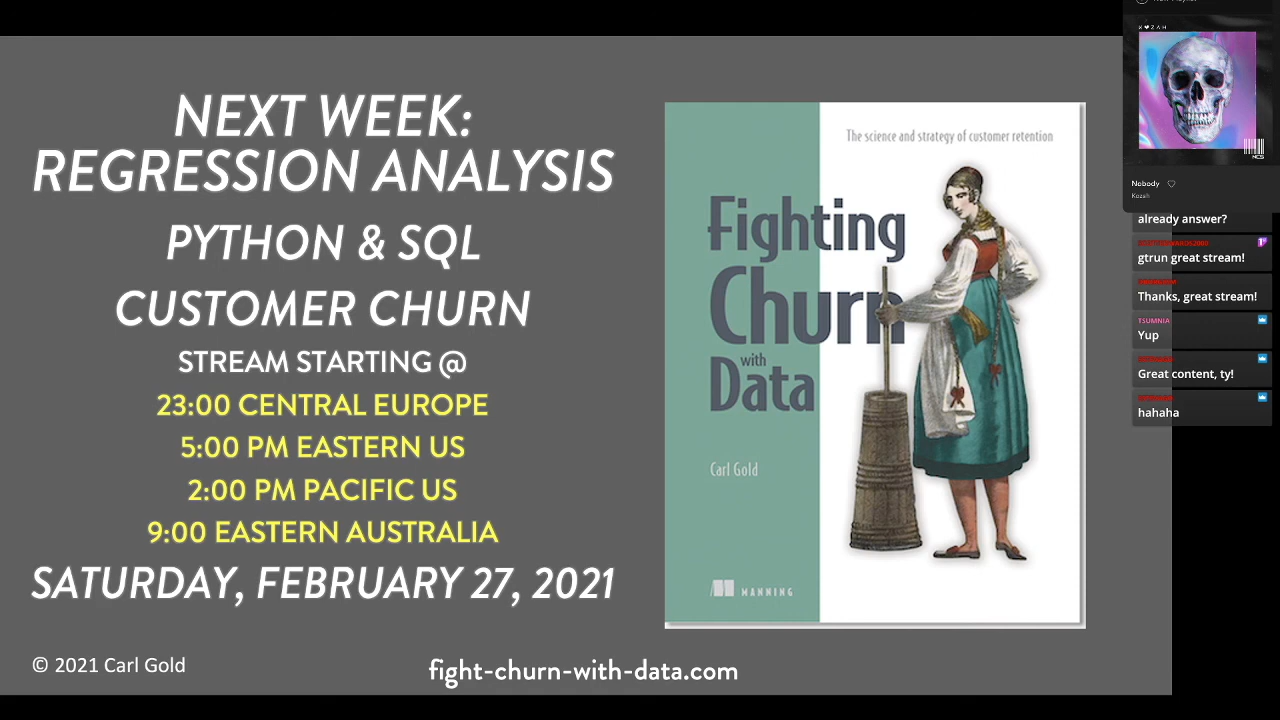 NEXT WEEK:
REGRESSION ANALYSIS
PYTHON & SQL
CUSTOMER CHURN
STREAM STARTING @
23:00 CENTRAL EUROPE
5:00 PM EASTERN US
2:00 PM PACIFIC US
9:00 EASTERN AUSTRALIA
SATURDAY, FEBRUARY 27, 2021
© 2021 Carl Gold
fight-churn-with-data.com
The science and strategy of customer retention
Fighting
Churn
with
Data
Carl Gold
MANNING
NCS
Nobody
Kozah
already answer?
gtrun great stream!
Thanks, great stream!
TSUMNIA
Yup
Great content, ty!
hahaha